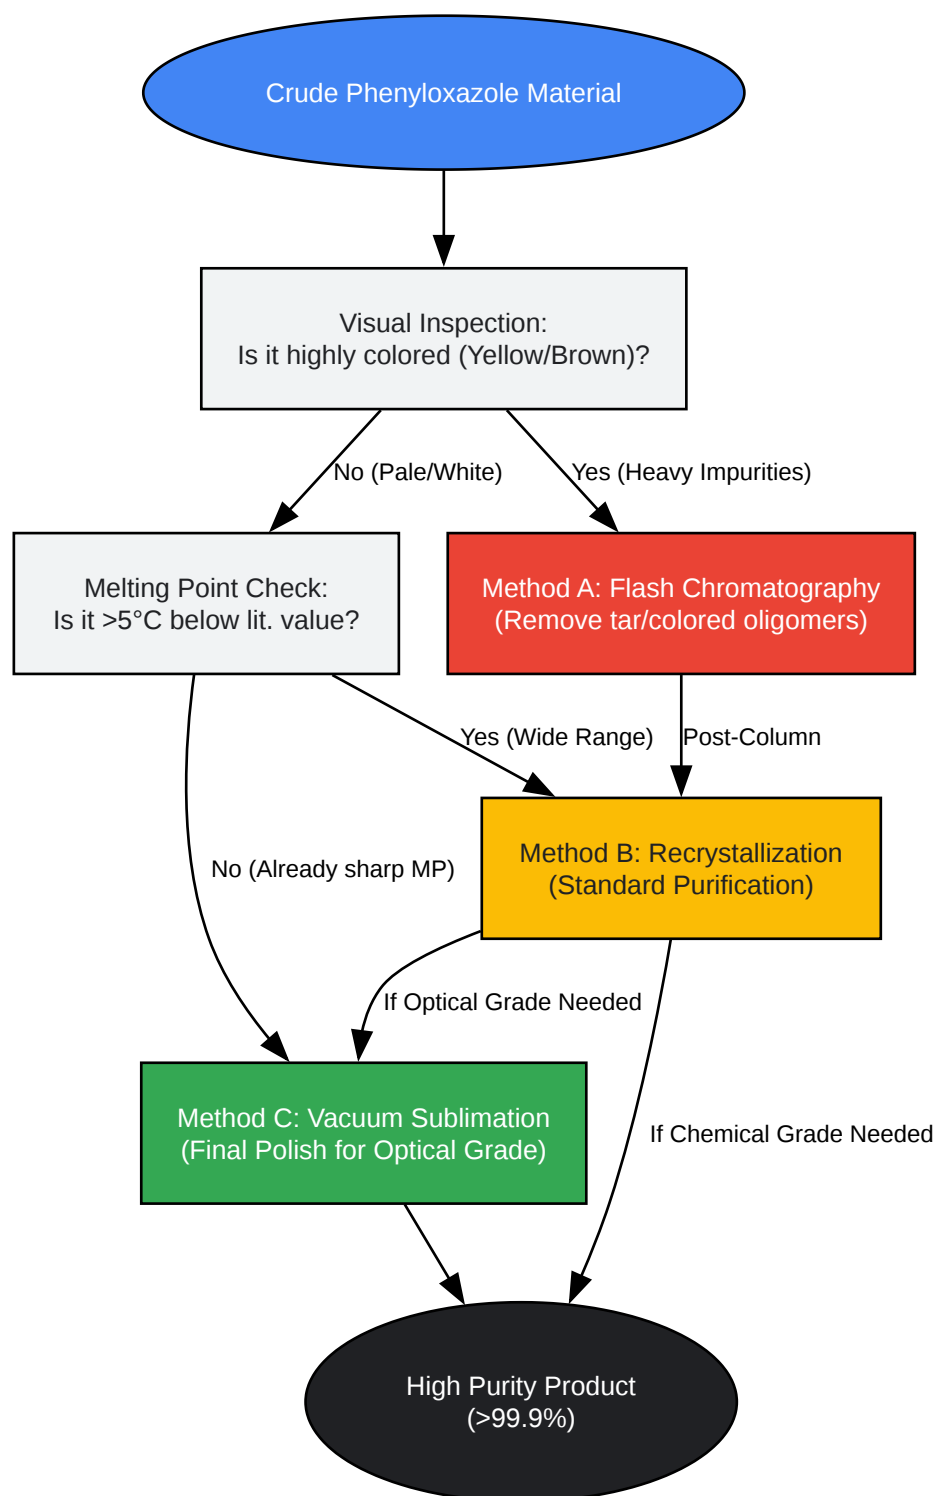 Crude Phenyloxazole Material
Visual Inspection:
Is it highly colored (Yellow/Brown)?
No (Pale/White)
Yes (Heavy Impurities)
Melting Point Check:
Is it >5°C below lit. value?
Method A: Flash Chromatography
(Remove tar/colored oligomers)
Yes (Wide Range)
Post-Column
Method B: Recrystallization
(Standard Purification)
No (Already sharp MP)
If Optical Grade Needed
Method C: Vacuum Sublimation
(Final Polish for Optical Grade)
If Chemical Grade Needed
High Purity Product
(>99.9%)